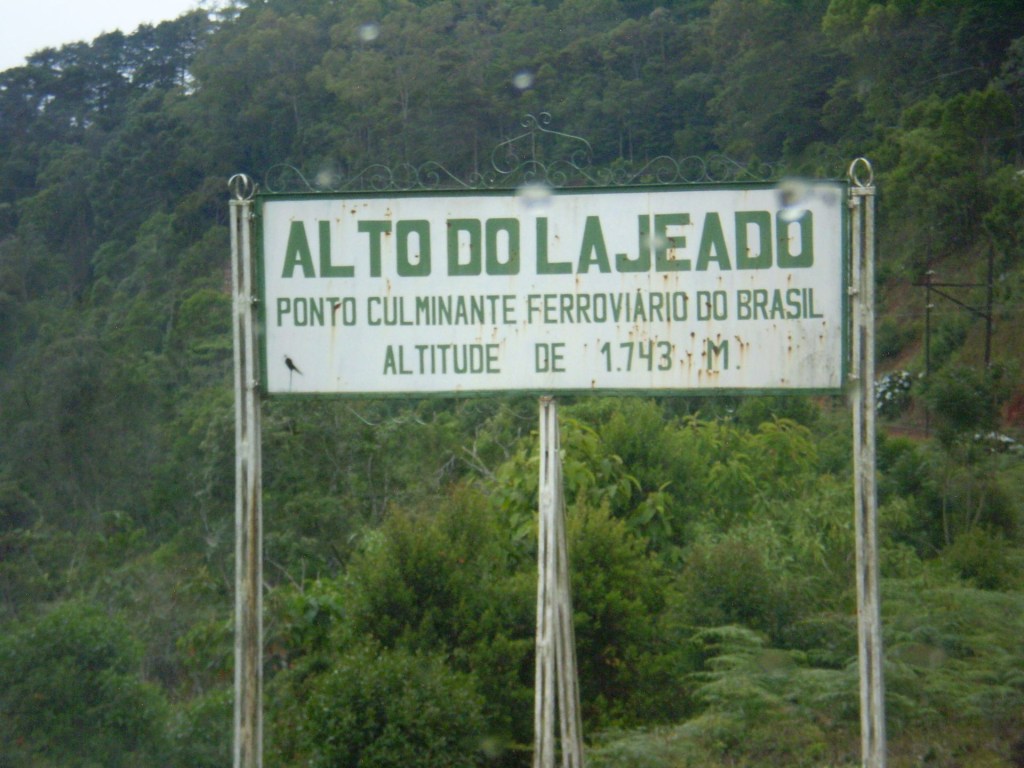 ALTO DO LAJEADO
PONTO CULMINANTE FERROVIÁRIO DO BRASIL
ALTITUDE DE 1.743 M.